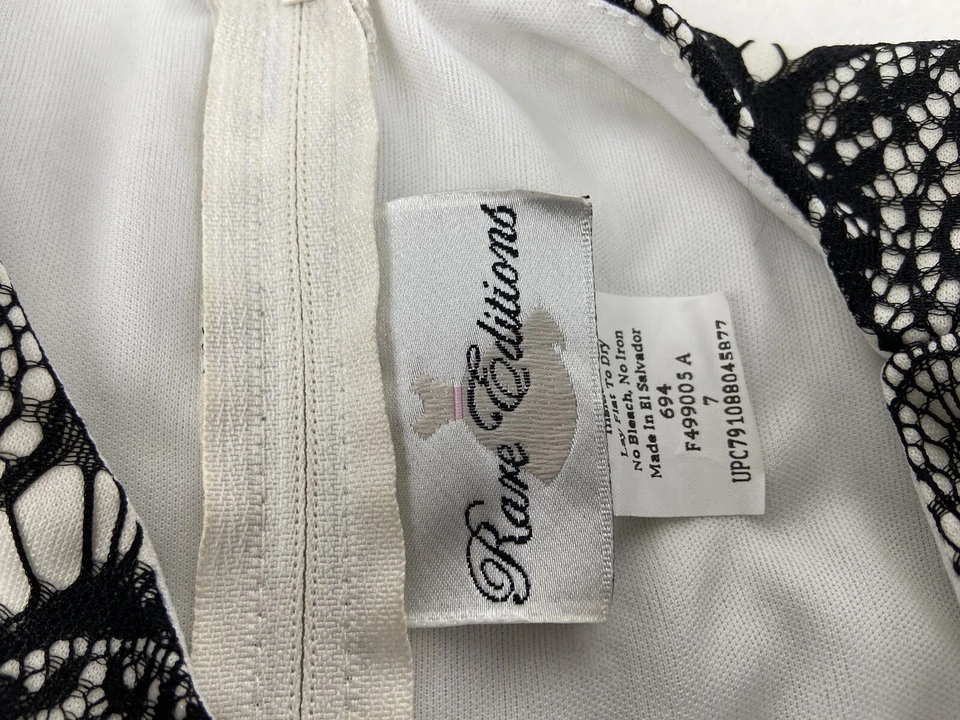 Rare Editions
Lay Flat To Dry
No Bleach, No Iron
Made In El Salvador
694
F499005 A
7
UPC791088045877